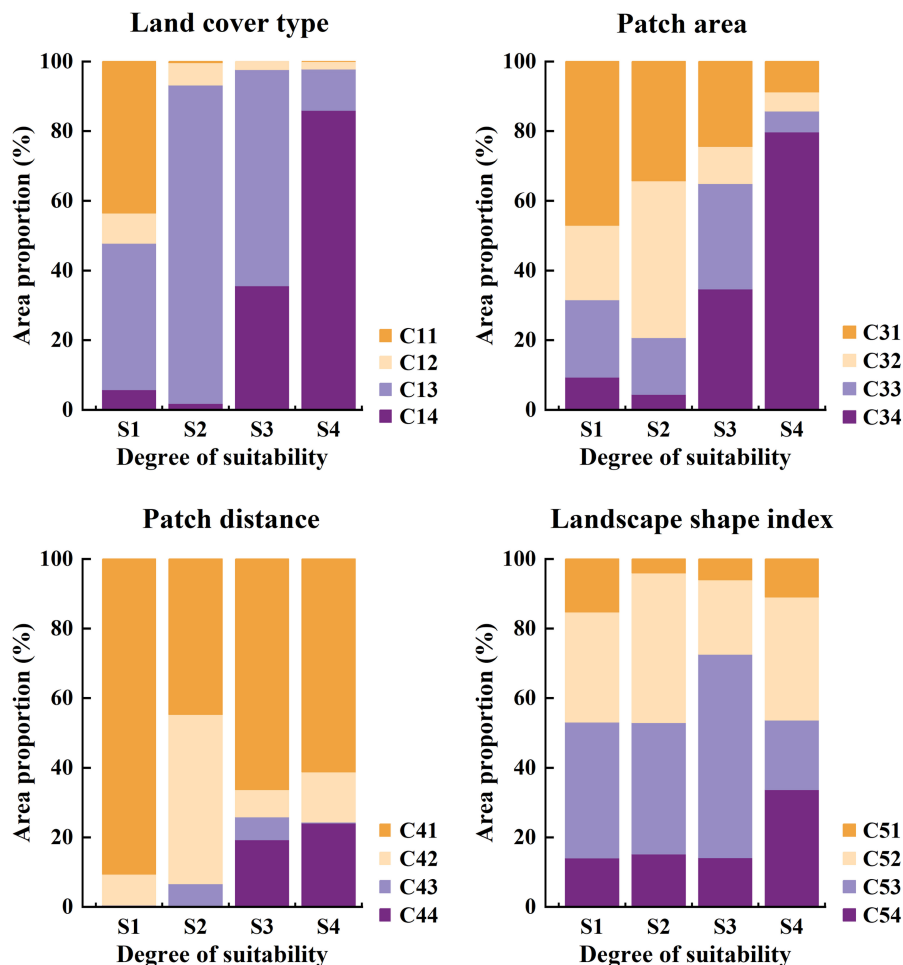 Land cover type
Area proportion (%)
100
80
60
40
20
0
S1 S2 S3 S4
Degree of suitability
C11
C12
C13
C14
Patch area
Area proportion (%)
100
80
60
40
20
0
S1 S2 S3 S4
Degree of suitability
C31
C32
C33
C34
Patch distance
Area proportion (%)
100
80
60
40
20
0
S1 S2 S3 S4
Degree of suitability
C41
C42
C43
C44
Landscape shape index
Area proportion (%)
100
80
60
40
20
0
S1 S2 S3 S4
Degree of suitability
C51
C52
C53
C54